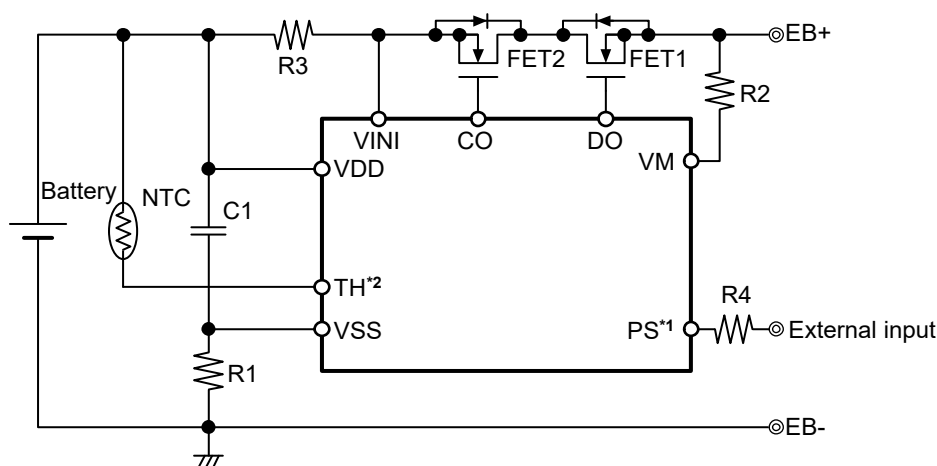 EB+
R3
FET2
FET1
R2
VINI
CO
DO
VM
VDD
Battery
NTC
C1
TH*2
R4
VSS
PS*1
External input
R1
EB-